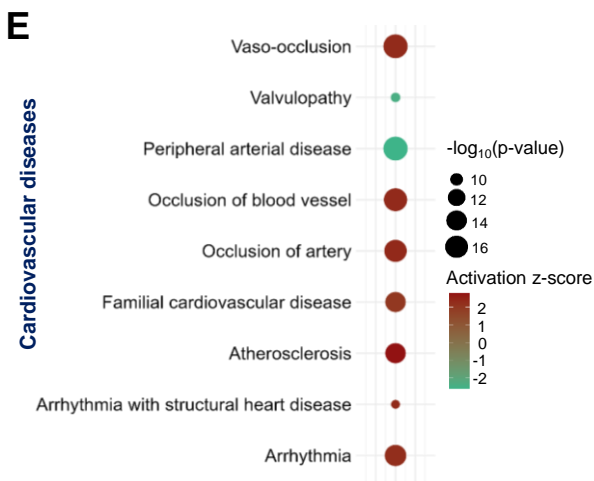 E
Cardiovascular diseases
Vaso-occlusion
Valvulopathy
Peripheral arterial disease
Occlusion of blood vessel
Occlusion of artery
Familial cardiovascular disease
Atherosclerosis
Arrhythmia with structural heart disease
Arrhythmia
-log10(p-value)
10
12
14
16
Activation z-score
2
1
0
-1
-2